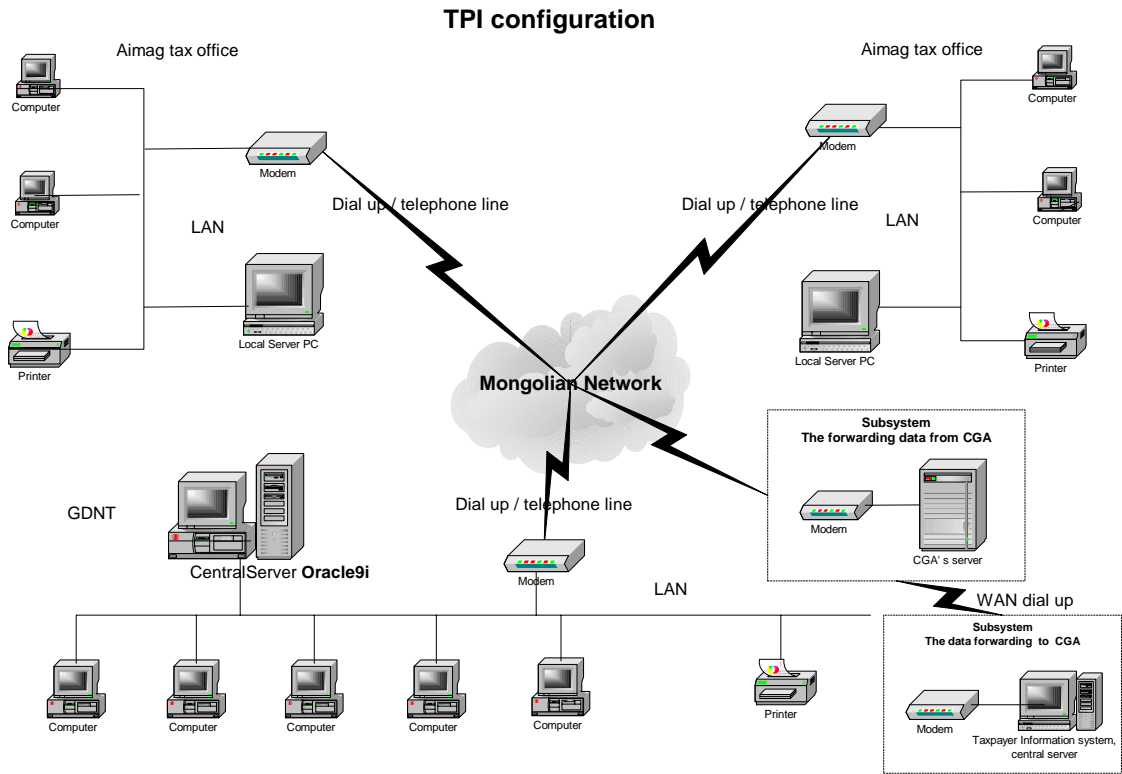 TPI configuration
Aimag tax office
Computer
Modem
Computer
Dial up / telephone line
LAN
Local Server PC
Printer
Aimag tax office
Computer
Modem
Computer
Dial up / telephone line
LAN
Local Server PC
Printer
Mongolian Network
Subsystem
The forwarding data from CGA
Modem
CGA' s server
GDNT
CentralServer Oracle9i
Dial up / telephone line
Modem
LAN
WAN dial up
Computer
Computer
Computer
Computer
Computer
Printer
Subsystem
The data forwarding to CGA
Modem
Taxpayer Information system,
central server